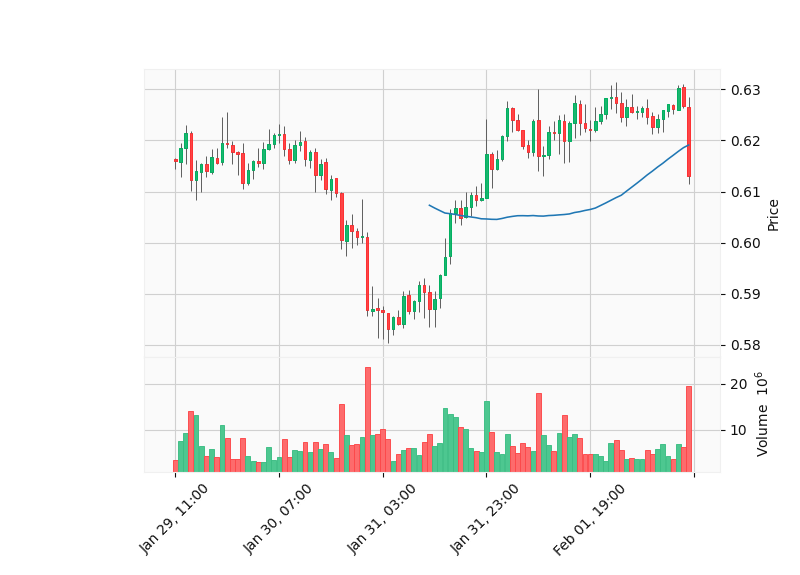 0.63
0.62
0.61
0.60
0.59
0.58
Price
20
10
Volume 10^6
Jan 29, 11:00
Jan 30, 07:00
Jan 31, 03:00
Jan 31, 23:00
Feb 01, 19:00